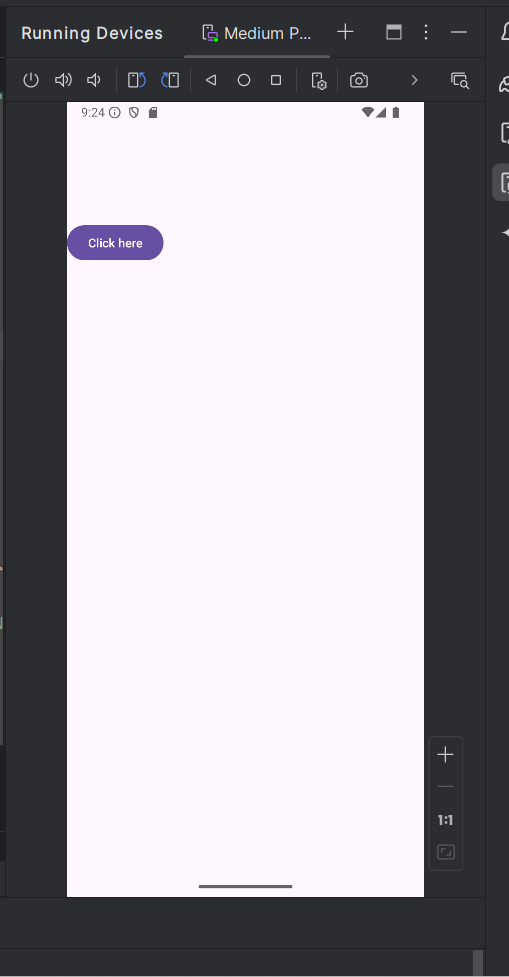 Running Devices
Medium P...
9:24
Click here
1:1